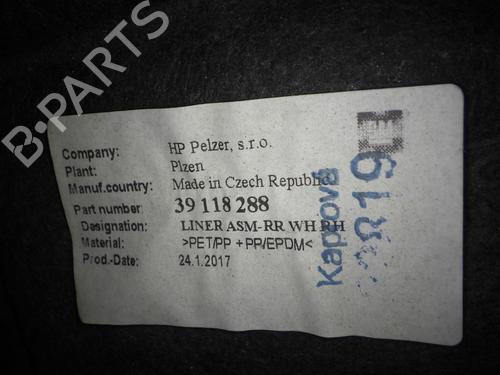 B-PARTS
Company: HP Pelzer, s.r.o.
Plant: Plzen
Manuf.country: Made in Czech Republic
Part number: 39 118 288
Designation: LINER ASM-RR WH RH
Material: >PET/PP + PP/EPDM<
Prod.-Date: 24.1.2017